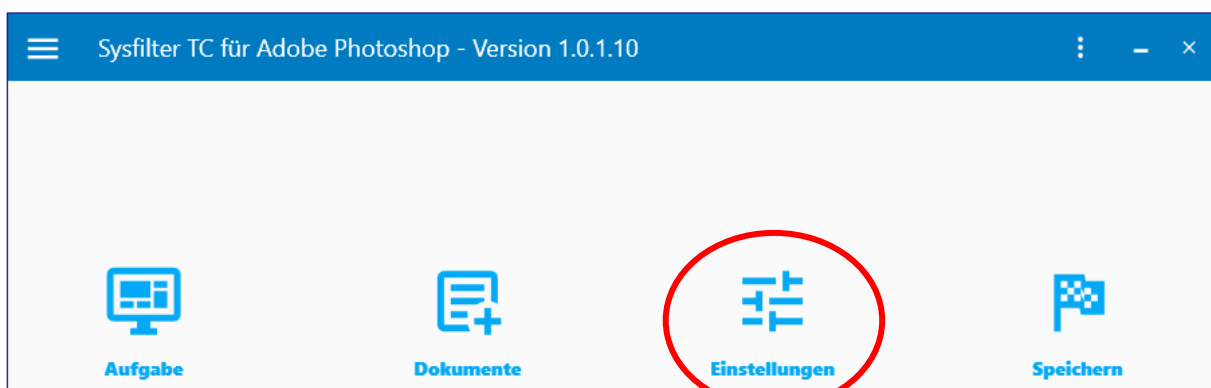 Sysfilter TC für Adobe Photoshop - Version 1.0.1.10
Aufgabe
Dokumente
Einstellungen
Speichern